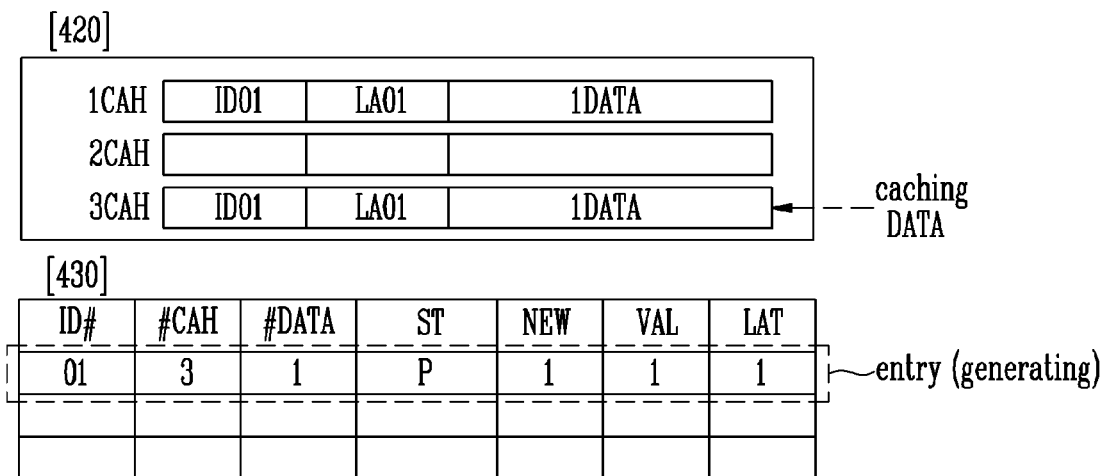 [420]
1CAH ID01 LA01 1DATA
2CAH
3CAH ID01 LA01 1DATA
caching
DATA
[430]
ID# #CAH #DATA ST NEW VAL LAT
01 3 1 P 1 1 1
entry (generating)